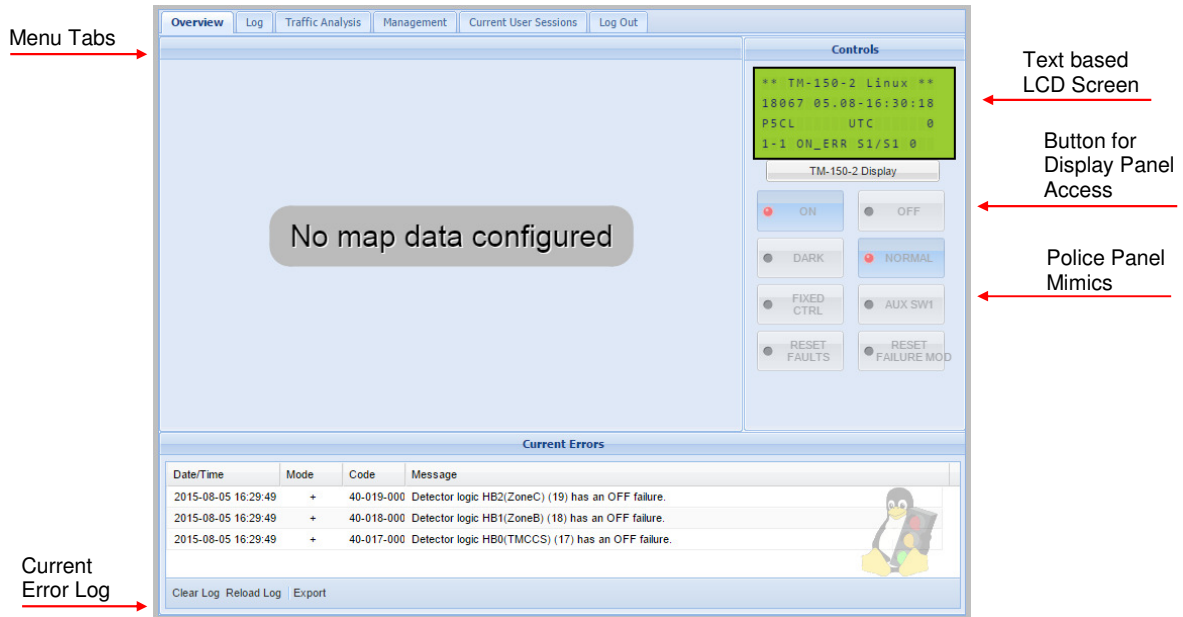 Overview Log Traffic Analysis Management Current User Sessions Log Out
Menu Tabs
Controls
** TM-150-2 Linux **
18067 05.08-16:30:18
P5CL UTC 0
1-1 ON_ERR S1/S1 0
Text based
LCD Screen
TM-150-2 Display
Button for
Display Panel
Access
ON OFF
DARK NORMAL
Police Panel
Mimics
FIXED
CTRL
AUX SW1
RESET
FAULTS
RESET
FAILURE MOD
No map data configured
Current Errors
Date/Time Mode Code Message
2015-08-05 16:29:49 + 40-019-000 Detector logic HB2(ZoneC) (19) has an OFF failure.
2015-08-05 16:29:49 + 40-018-000 Detector logic HB1(ZoneB) (18) has an OFF failure.
2015-08-05 16:29:49 + 40-017-000 Detector logic HB0(TMCCS) (17) has an OFF failure.
Current
Error Log
Clear Log Reload Log Export